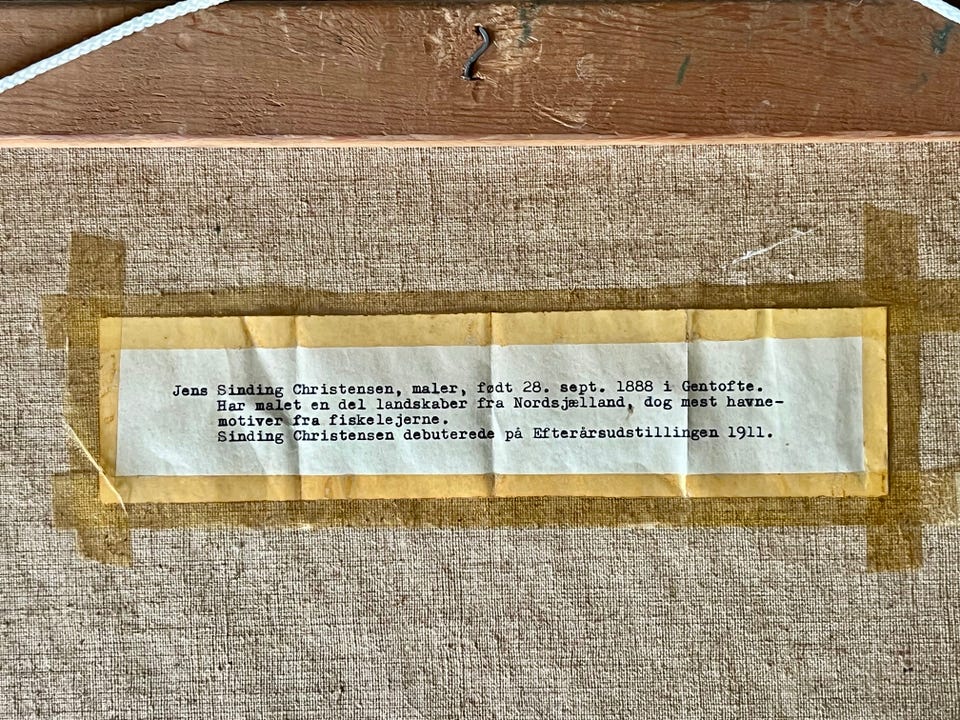 Jens Sinding Christensen, maler, født 28. sept. 1888 i Gentofte.
Har malet en del landskaber fra Nordsjælland, dog mest havne-
motiver fra fiskelejerne.
Sinding Christensen debuterede på Efterårsudstillingen 1911.